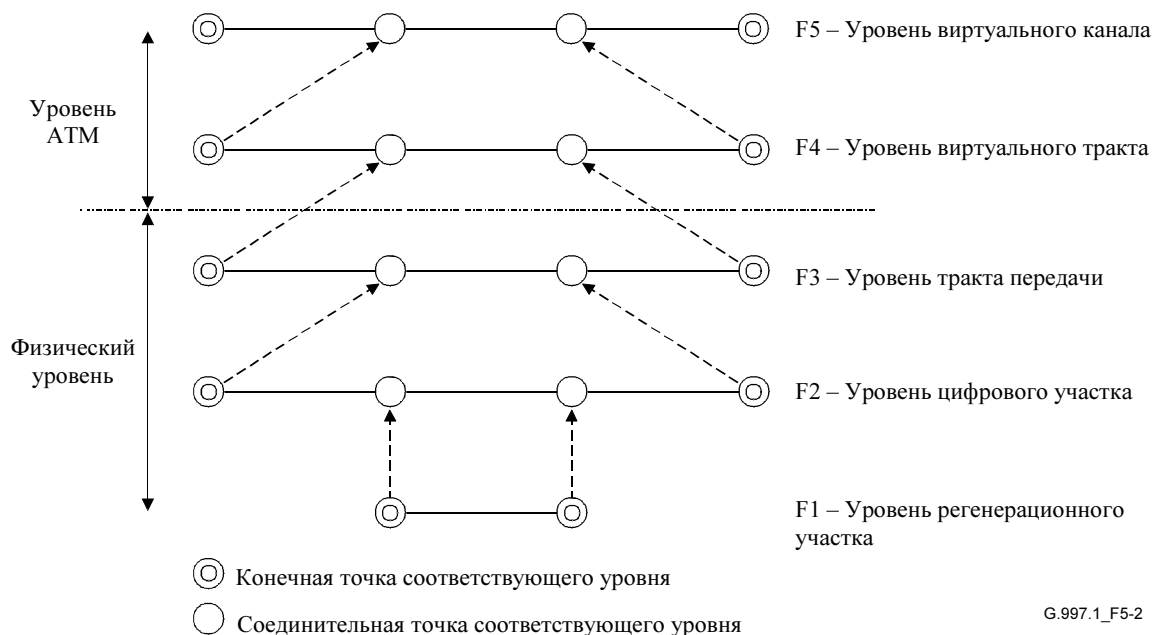 F5 – Уровень виртуального канала
Уровень
АТМ
F4 – Уровень виртуального тракта
F3 – Уровень тракта передачи
Физический
уровень
F2 – Уровень цифрового участка
F1 – Уровень регенерационного
участка
Конечная точка соответствующего уровня
Соединительная точка соответствующего уровня
G.997.1_F5-2